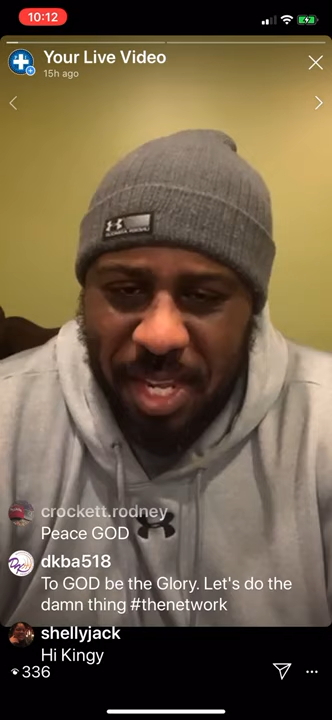 10:12
Your Live Video
15h ago
crockett.rodney
Peace GOD
dkba518
To GOD be the Glory. Let's do the
damn thing #thenetwork
shellyjack
Hi Kingy
336